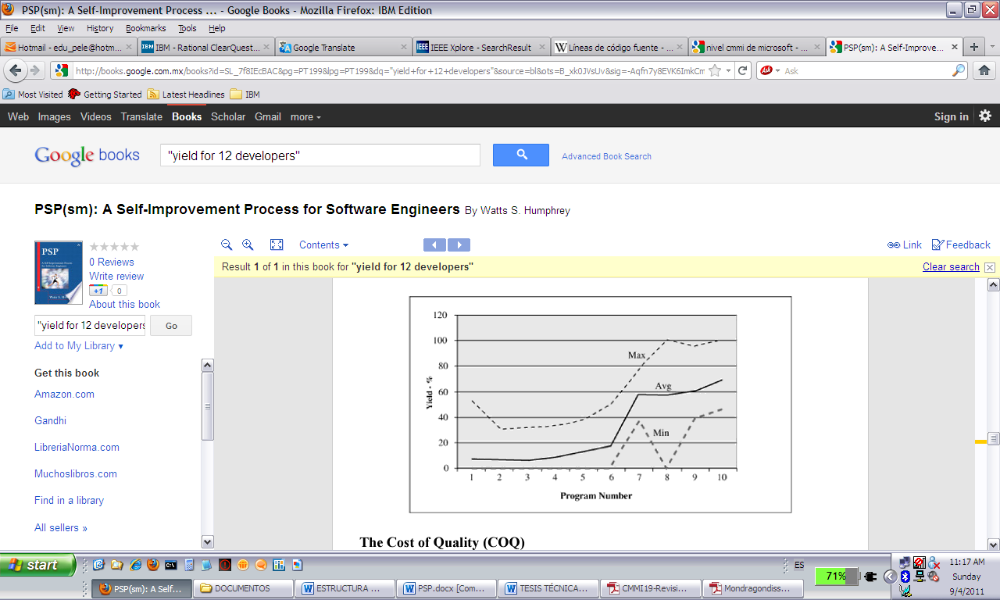 PSP(sm): A Self-Improvement Process ... - Google Books - Mozilla Firefox: IBM Edition
File Edit View History Bookmarks Tools Help
Hotmail - edu_pele@hotm... IBM - Rational ClearQuest... Google Translate IEEE Xplore - SearchResult Líneas de código fuente - ... nivel cmmi de microsoft - ... PSP(sm): A Self-Improve...
http://books.google.com.mx/books?id=SL_7f8IEcBAC&pg=PT199&lpg=PT199&dq="yield+for+12+developers"&source=bl&ots=B_xk0JVsUv&sig=-Aqfn7y8EVK6ImkCm Ask
Most Visited Getting Started Latest Headlines IBM
Web Images Videos Translate Books Scholar Gmail more Sign in
Google books "yield for 12 developers" Advanced Book Search
PSP(sm): A Self-Improvement Process for Software Engineers By Watts S. Humphrey
PSP
0 Reviews
Write review
+1 0
About this book
"yield for 12 developers Go
Add to My Library
Get this book
Amazon.com
Gandhi
LibreriaNorma.com
Muchoslibros.com
Find in a library
All sellers »
Contents Link Feedback
Result 1 of 1 in this book for "yield for 12 developers" Clear search
120
100
80
60
40
20
0
Yield - %
Max
Avg
Min
1 2 3 4 5 6 7 8 9 10
Program Number
The Cost of Quality (COQ)
start ES 71% 11:17 AM
Sunday
9/4/2011
PSP(sm): A Self... DOCUMENTOS ESTRUCTURA ... PSP.docx [Com... TESIS TÉCNICA... CMMI19-Revisi... Mondragondiss...